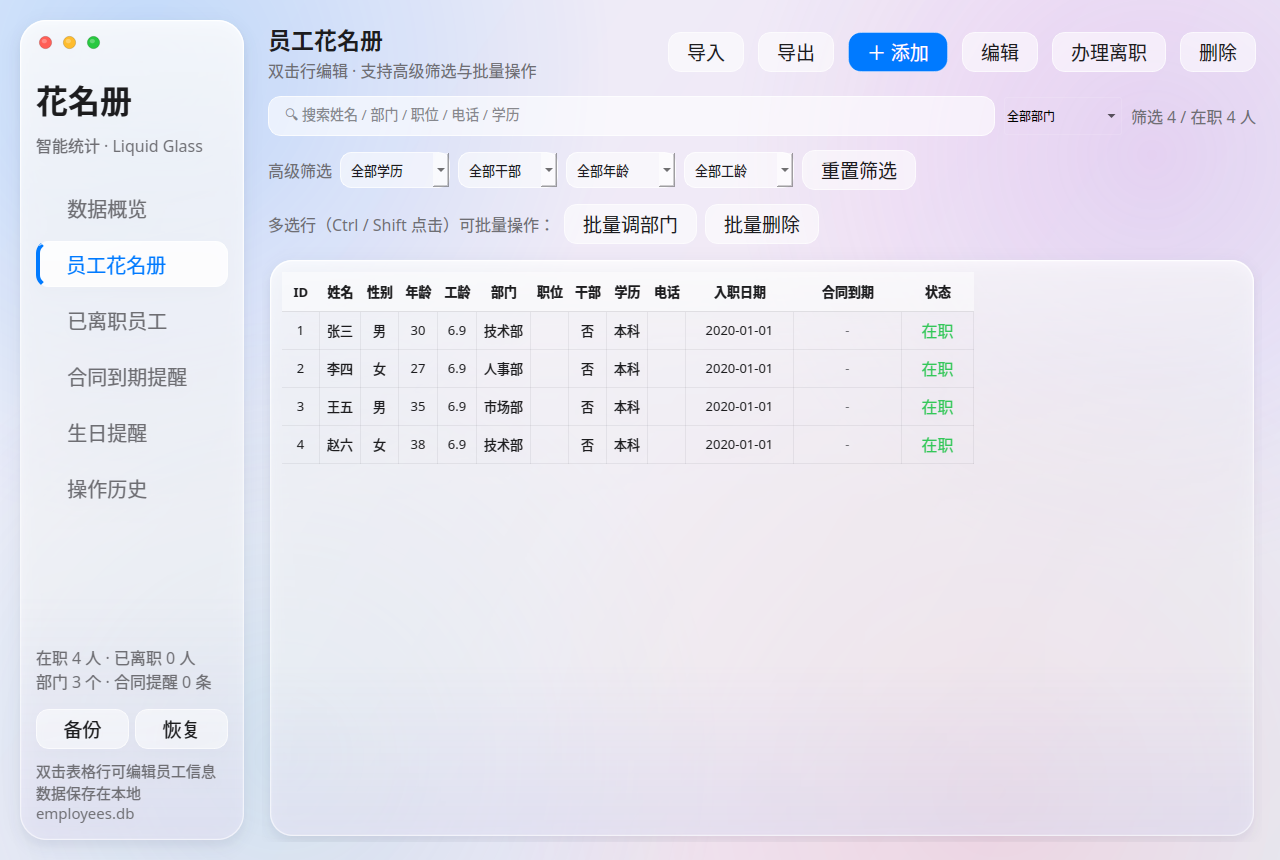 花名册
智能统计 · Liquid Glass
数据概览
员工花名册
已离职员工
合同到期提醒
生日提醒
操作历史
在职 4 人 · 已离职 0 人
部门 3 个 · 合同提醒 0 条
备份 恢复
双击表格行可编辑员工信息
数据保存在本地
employees.db
员工花名册
双击行编辑 · 支持高级筛选与批量操作
导入 导出 ＋ 添加 编辑 办理离职 删除
🔍 搜索姓名 / 部门 / 职位 / 电话 / 学历 全部部门 筛选 4 / 在职 4 人
高级筛选 全部学历 全部干部 全部年龄 全部工龄 重置筛选
多选行（Ctrl / Shift 点击）可批量操作： 批量调部门 批量删除
ID 姓名 性别 年龄 工龄 部门 职位 干部 学历 电话 入职日期 合同到期 状态
1 张三 男 30 6.9 技术部 否 本科 2020-01-01 - 在职
2 李四 女 27 6.9 人事部 否 本科 2020-01-01 - 在职
3 王五 男 35 6.9 市场部 否 本科 2020-01-01 - 在职
4 赵六 女 38 6.9 技术部 否 本科 2020-01-01 - 在职